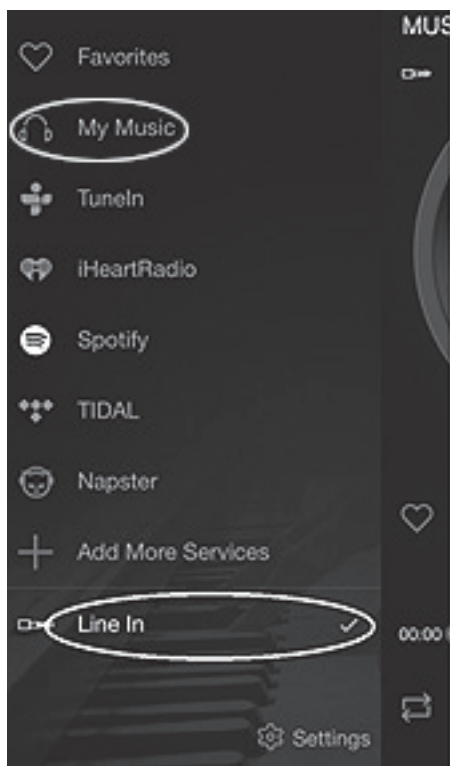 MUS
Favorites
My Music
TuneIn
iHeartRadio
Spotify
TIDAL
Napster
Add More Services
Line In
00:00
Settings